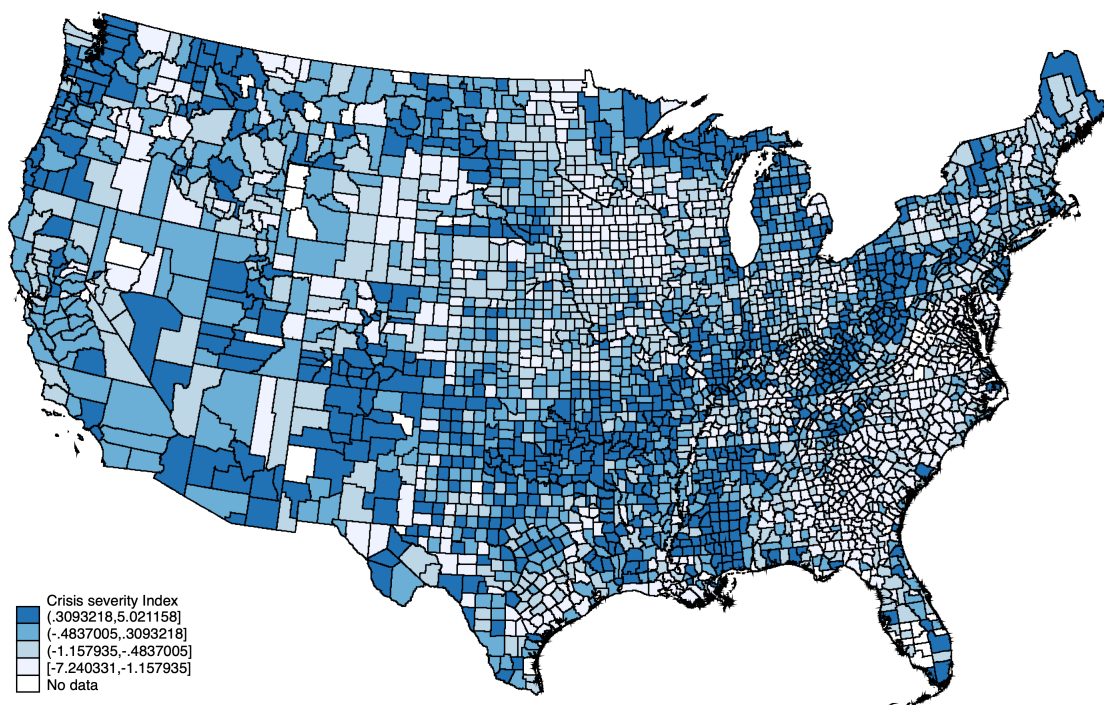 Crisis severity Index
(.3093218,5.021158]
(-.4837005,.3093218]
(-1.157935,-.4837005]
[-7.240331,-1.157935]
No data